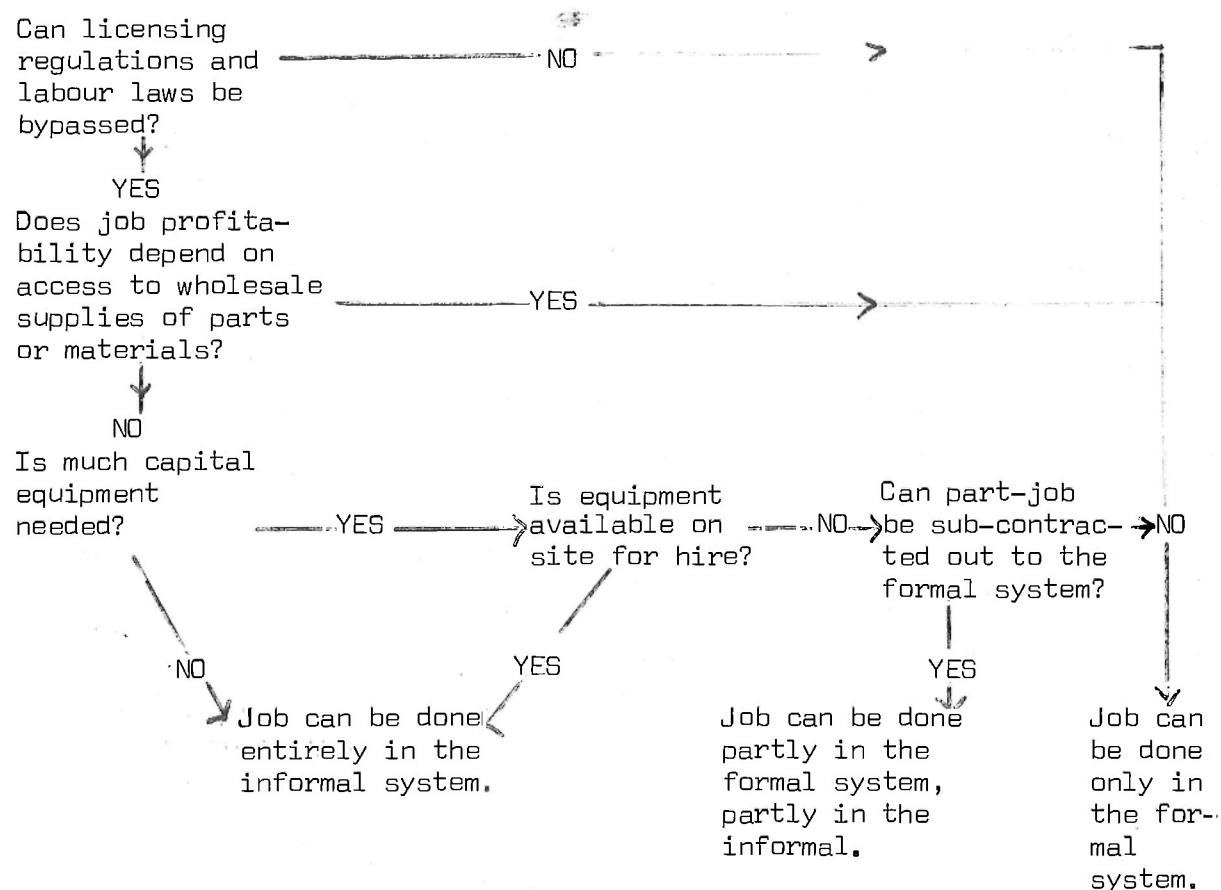 Can licensing
regulations and
labour laws be
bypassed?
NO
YES
Does job profita-
bility depend on
access to wholesale
supplies of parts
or materials?
YES
NO
Is much capital
equipment
needed?
YES
Is equipment
available on
site for hire?
NO
Can part-job
be sub-contrac-
ted out to the
formal system?
NO
NO
YES
YES
Job can be done
entirely in the
informal system.
Job can be done
partly in the
formal system,
partly in the
informal.
Job can
be done
only in
the for-
mal
system.